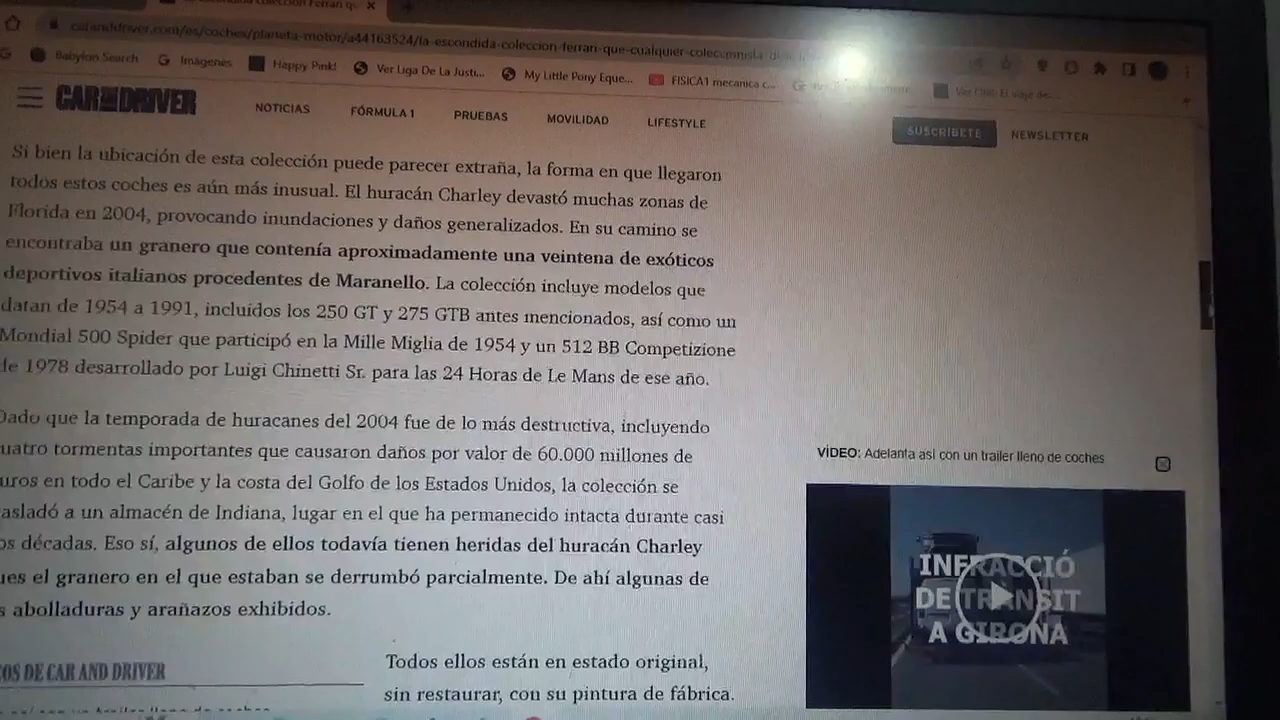 caranddriver.com/es/coches/planeta-motor/a44163524/la-escondida-coleccion-ferrari-que-cualquier-coleccionista
Babylon Search
Imágenes
Happy Pink!
Ver Liga De La Justi...
My Little Pony Eque...
FISICA1 mecanica c...
CAR AND DRIVER
NOTICIAS
FÓRMULA 1
PRUEBAS
MOVILIDAD
LIFESTYLE
SUSCRÍBETE
NEWSLETTER
Si bien la ubicación de esta colección puede parecer extraña, la forma en que llegaron
todos estos coches es aún más inusual. El huracán Charley devastó muchas zonas de
Florida en 2004, provocando inundaciones y daños generalizados. En su camino se
encontraba un granero que contenía aproximadamente una veintena de exóticos
deportivos italianos procedentes de Maranello. La colección incluye modelos que
datan de 1954 a 1991, incluídos los 250 GT y 275 GTB antes mencionados, así como un
Mondial 500 Spider que participó en la Mille Miglia de 1954 y un 512 BB Competizione
de 1978 desarrollado por Luigi Chinetti Sr. para las 24 Horas de Le Mans de ese año.
Dado que la temporada de huracanes del 2004 fue de lo más destructiva, incluyendo
uatro tormentas importantes que causaron daños por valor de 60.000 millones de
uros en todo el Caribe y la costa del Golfo de los Estados Unidos, la colección se
asladó a un almacén de Indiana, lugar en el que ha permanecido intacta durante casi
os décadas. Eso sí, algunos de ellos todavía tienen heridas del huracán Charley
ues el granero en el que estaban se derrumbó parcialmente. De ahí algunas de
s abolladuras y arañazos exhibidos.
VÍDEO: Adelanta así con un trailer lleno de coches
INFRACCIÓ
DE TRÀNSIT
A GIRONA
OS DE CAR AND DRIVER
Todos ellos están en estado original,
sin restaurar, con su pintura de fábrica.